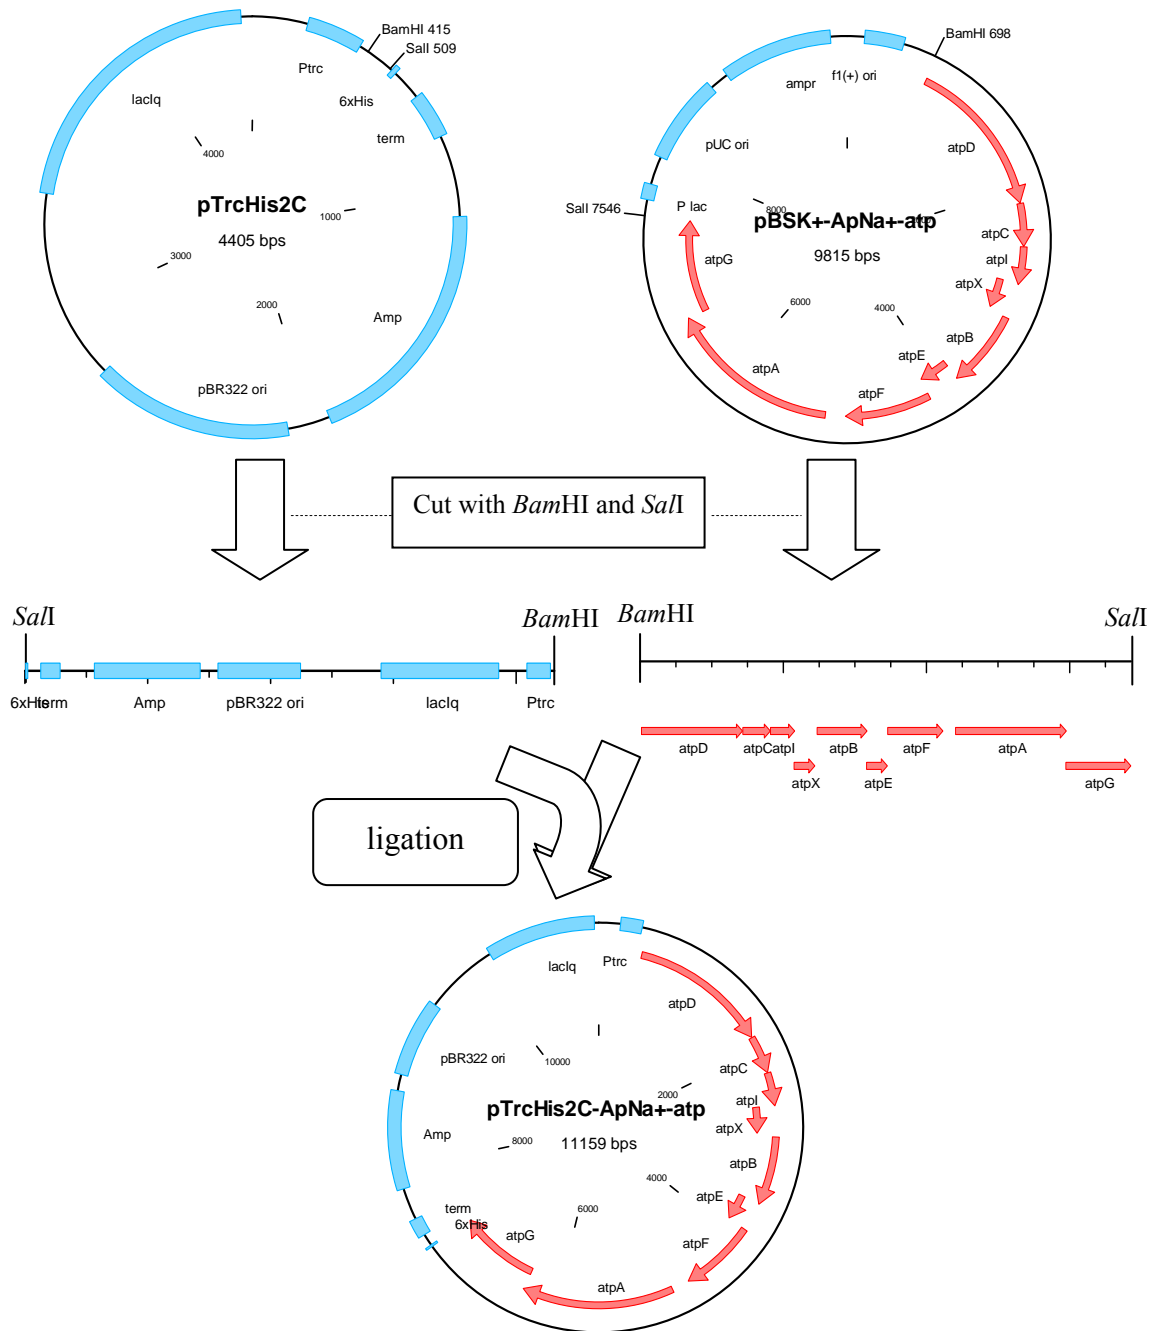 BamHI 415
SalI 509
Ptrc
6xHis
term
lacIq
4000
pTrcHis2C
4405 bps
1000
3000
2000
Amp
pBR322 ori
BamHI 698
f1(+) ori
ampr
pUC ori
atpD
SalI 7546
P lac
8000
pBSK+-ApNa+-atp
9815 bps
atpC
atpI
atpX
atpG
6000
4000
atpB
atpE
atpA
atpF
Cut with BamHI and SalI
SalI
BamHI
BamHI
SalI
6xHis
term
Amp
pBR322 ori
lacIq
Ptrc
atpD
atpC
atpI
atpX
atpB
atpE
atpF
atpA
atpG
ligation
lacIq
Ptrc
atpD
pBR322 ori
10000
2000
atpC
pTrcHis2C-ApNa+-atp
11159 bps
atpI
atpX
Amp
8000
atpB
4000
atpE
term
6xHis
6000
atpG
atpF
atpA